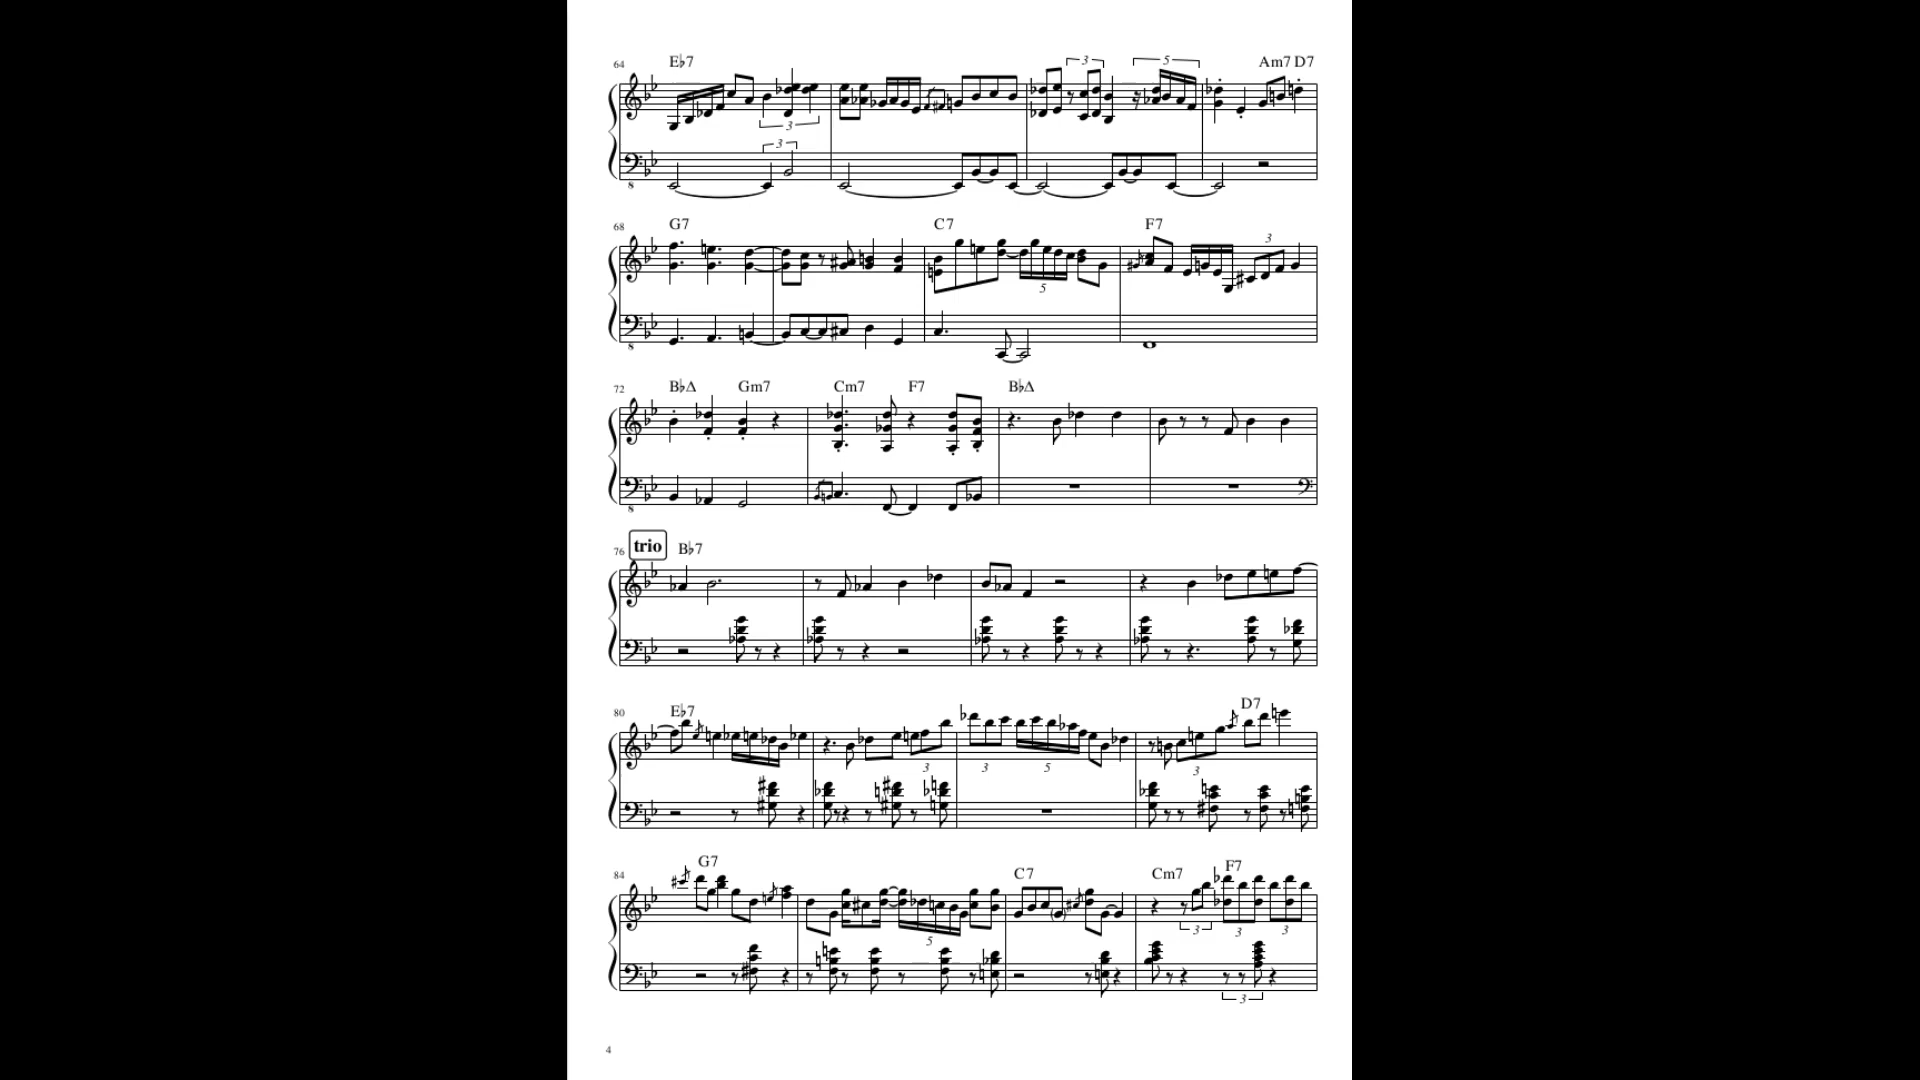 64 E♭7 Am7 D7
3 3 5
3
8
68 G7 C7 F7
3
5
8
72 B♭Δ Gm7 Cm7 F7 B♭Δ
8
76 trio B♭7
80 E♭7 D7
3 3 5 3
84 G7 C7 Cm7 F7
5 3 3 3
3
4